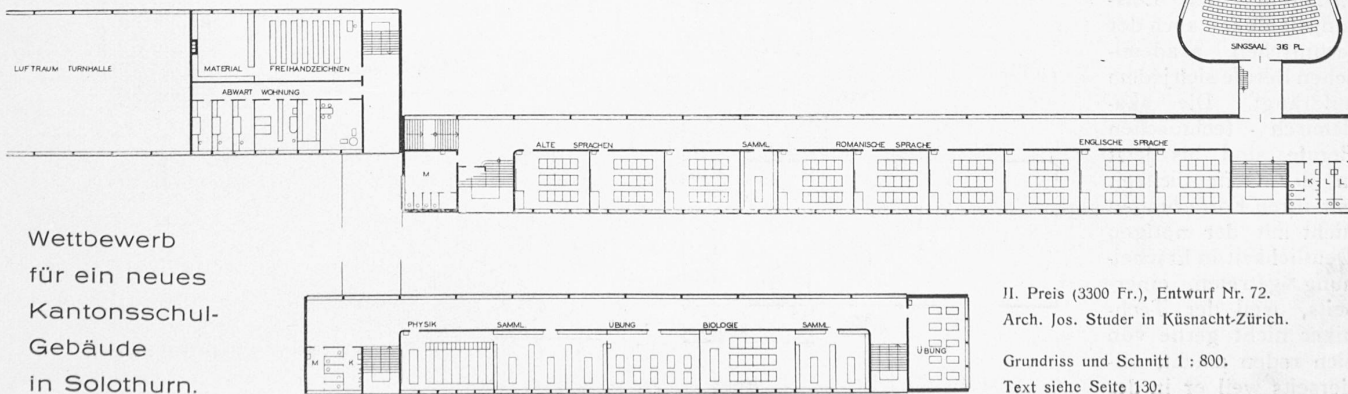 SINGSAAL 316 PL.
LUFTRAUM TURNHALLE
MATERIAL FREIHANDZEICHNEN
ABWART WOHNUNG
ALTE SPRACHEN SAMML. ROMANISCHE SPRACHE ENGLISCHE SPRACHE
M K L L
Wettbewerb
für ein neues
Kantonsschul-
Gebäude
in Solothurn.
PHYSIK SAMML. ÜBUNG BIOLOGIE SAMML.
M K ÜBUNG
II. Preis (3300 Fr.), Entwurf Nr. 72.
Arch. Jos. Studer in Küsnacht-Zürich.
Grundriss und Schnitt 1 : 800.
Text siehe Seite 130.